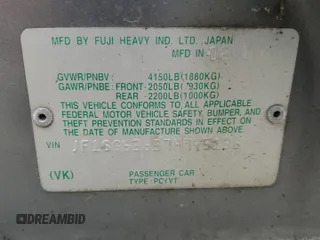 MFD BY FUJI HEAVY IND. LTD. JAPAN
MFD IN
GVWR/PNBV : 4150LB(1880KG)
GAWR/PNBE : FRONT-2050LB(930KG)
REAR -2200LB(1000KG)
THIS VEHICLE CONFORMS TO ALL APPLICABLE
FEDERAL MOTOR VEHICLE SAFETY, BUMPER, AND
THEFT PREVENTION STANDARDS IN EFFECT ON
THE DATE OF MANUFACTURE SHOWN ABOVE.
VIN
(VK)
PASSENGER CAR
TYPE:
DREAMBID